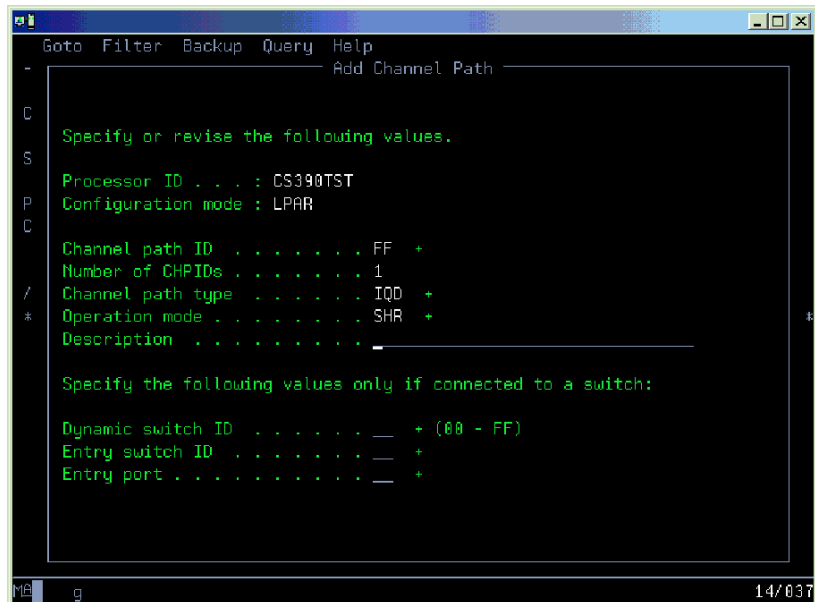 Goto Filter Backup Query Help
- Add Channel Path
C
Specify or revise the following values.
S
Processor ID . . . : CS390TST
P Configuration mode : LPAR
C
Channel path ID . . . . . . . FF +
Number of CHPIDs . . . . . . . 1
/ Channel path type . . . . . . IQD +
* Operation mode . . . . . . . . SHR + *
Description . . . . . . . . . _
Specify the following values only if connected to a switch:
Dynamic switch ID . . . . . . __ + (00 - FF)
Entry switch ID . . . . . . . __ +
Entry port . . . . . . . . . . __ +
MA g 14/037